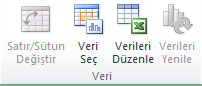 Satır/Sütun Değiştir
Veri Seç
Verileri Düzenle
Verileri Yenile
Veri